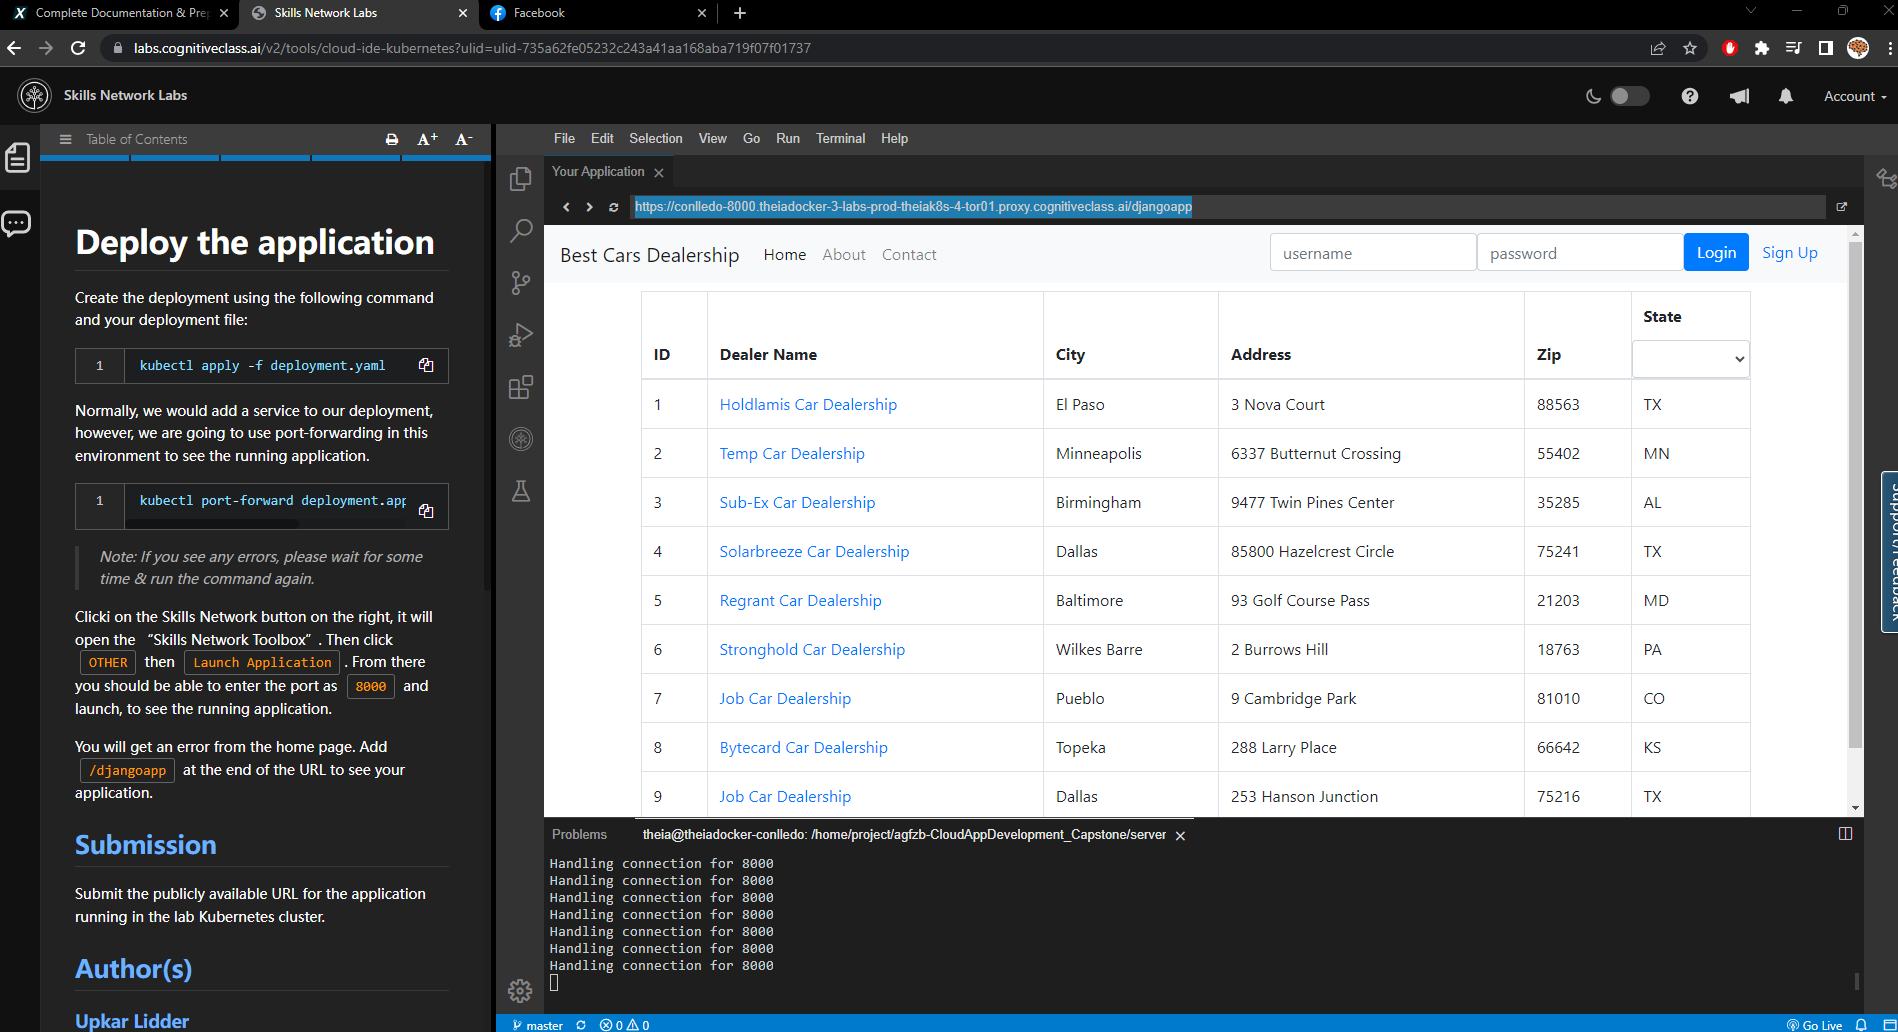 Complete Documentation & Pre
Skills Network Labs
Facebook
labs.cognitiveclass.ai/v2/tools/cloud-ide-kubernetes?ulid=ulid-735a62fe05232c243a41aa168aba719f07f01737
Skills Network Labs
Account
Table of Contents
A+ A-
File Edit Selection View Go Run Terminal Help
Your Application
https://conlledo-8000.theiadocker-3-labs-prod-theiak8s-4-tor01.proxy.cognitiveclass.ai/djangoapp
Deploy the application
Create the deployment using the following command
and your deployment file:
1 kubectl apply -f deployment.yaml
Normally, we would add a service to our deployment,
however, we are going to use port-forwarding in this
environment to see the running application.
1 kubectl port-forward deployment.app
Note: If you see any errors, please wait for some
time & run the command again.
Clicki on the Skills Network button on the right, it will
open the “Skills Network Toolbox” . Then click
OTHER then Launch Application . From there
you should be able to enter the port as 8000 and
launch, to see the running application.
You will get an error from the home page. Add
/djangoapp at the end of the URL to see your
application.
Submission
Submit the publicly available URL for the application
running in the lab Kubernetes cluster.
Author(s)
Upkar Lidder
Best Cars Dealership Home About Contact username password Login Sign Up
ID Dealer Name City Address Zip State
1 Holdlamis Car Dealership El Paso 3 Nova Court 88563 TX
2 Temp Car Dealership Minneapolis 6337 Butternut Crossing 55402 MN
3 Sub-Ex Car Dealership Birmingham 9477 Twin Pines Center 35285 AL
4 Solarbreeze Car Dealership Dallas 85800 Hazelcrest Circle 75241 TX
5 Regrant Car Dealership Baltimore 93 Golf Course Pass 21203 MD
6 Stronghold Car Dealership Wilkes Barre 2 Burrows Hill 18763 PA
7 Job Car Dealership Pueblo 9 Cambridge Park 81010 CO
8 Bytecard Car Dealership Topeka 288 Larry Place 66642 KS
9 Job Car Dealership Dallas 253 Hanson Junction 75216 TX
Support/Feedback
Problems theia@theiadocker-conlledo: /home/project/agfzb-CloudAppDevelopment_Capstone/server
Handling connection for 8000
Handling connection for 8000
Handling connection for 8000
Handling connection for 8000
Handling connection for 8000
Handling connection for 8000
Handling connection for 8000
master 0 0 Go Live